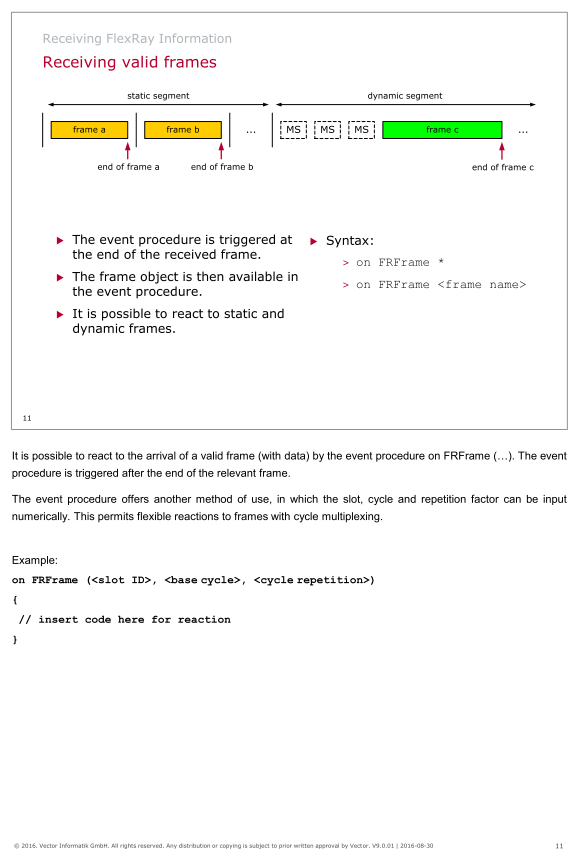 Receiving FlexRay Information
Receiving valid frames
static segment
dynamic segment
frame a
frame b
...
MS
MS
MS
frame c
...
end of frame a
end of frame b
end of frame c
The event procedure is triggered at
the end of the received frame.
The frame object is then available in
the event procedure.
It is possible to react to static and
dynamic frames.
Syntax:
> on FRFrame *
> on FRFrame <frame name>
11
It is possible to react to the arrival of a valid frame (with data) by the event procedure on FRFrame (…). The event
procedure is triggered after the end of the relevant frame.
The event procedure offers another method of use, in which the slot, cycle and repetition factor can be input
numerically. This permits flexible reactions to frames with cycle multiplexing.
Example:
on FRFrame (<slot ID>, <base cycle>, <cycle repetition>)
{
// insert code here for reaction
}
© 2016. Vector Informatik GmbH. All rights reserved. Any distribution or copying is subject to prior written approval by Vector. V9.0.01 | 2016-08-30
11